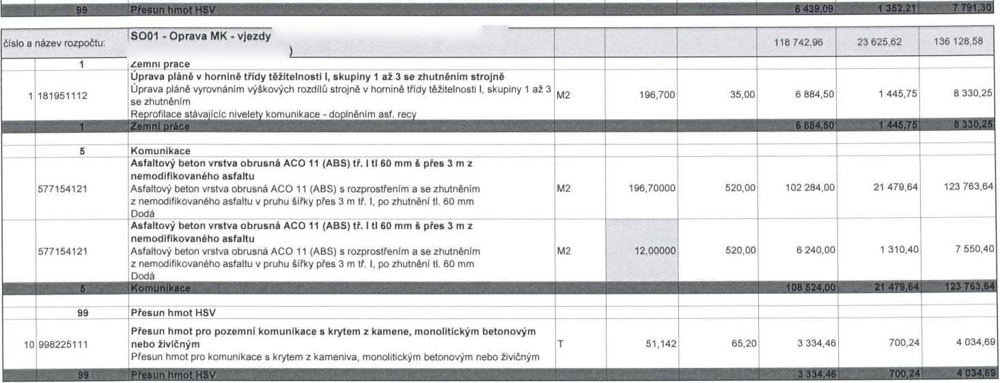 99 Přesun hmot HSV 6 439,09 1 352,21 7 791,30
číslo a název rozpočtu: SO01 - Oprava MK - vjezdy 118 742,96 23 625,62 136 128,58
)
1 Zemní práce
Úprava pláně v hornině třídy těžitelnosti I, skupiny 1 až 3 se zhutněním strojně
1 181951112 Úprava pláně vyrovnáním výškových rozdílů strojně v hornině třídy těžitelnosti I, skupiny 1 až 3 M2 196,700 35,00 6 884,50 1 445,75 8 330,25
se zhutněním
Reprofilace stávajícíc nivelety komunikace - doplněním asf. recy
1 Zemní práce 6 884,50 1 445,75 8 330,25
5 Komunikace
Asfaltový beton vrstva obrusná ACO 11 (ABS) tř. I tl 60 mm š přes 3 m z
nemodifikovaného asfaltu
577154121 Asfaltový beton vrstva obrusná ACO 11 (ABS) s rozprostřením a se zhutněním M2 196,70000 520,00 102 284,00 21 479,64 123 763,64
z nemodifikovaného asfaltu v pruhu šířky přes 3 m tř. I, po zhutnění tl. 60 mm
Dodá
Asfaltový beton vrstva obrusná ACO 11 (ABS) tř. I tl 60 mm š přes 3 m z
nemodifikovaného asfaltu
577154121 Asfaltový beton vrstva obrusná ACO 11 (ABS) s rozprostřením a se zhutněním M2 12,00000 520,00 6 240,00 1 310,40 7 550,40
z nemodifikovaného asfaltu v pruhu šířky přes 3 m tř. I, po zhutnění tl. 60 mm
Dodá
5 Komunikace 108 524,00 21 479,64 123 763,64
99 Přesun hmot HSV
Přesun hmot pro pozemní komunikace s krytem z kamene, monolitickým betonovým
10 998225111 nebo živičným T 51,142 65,20 3 334,46 700,24 4 034,69
Přesun hmot pro komunikace s krytem z kameniva, monolitickým betonovým nebo živičným
99 Přesun hmot HSV 3 334,46 700,24 4 034,69